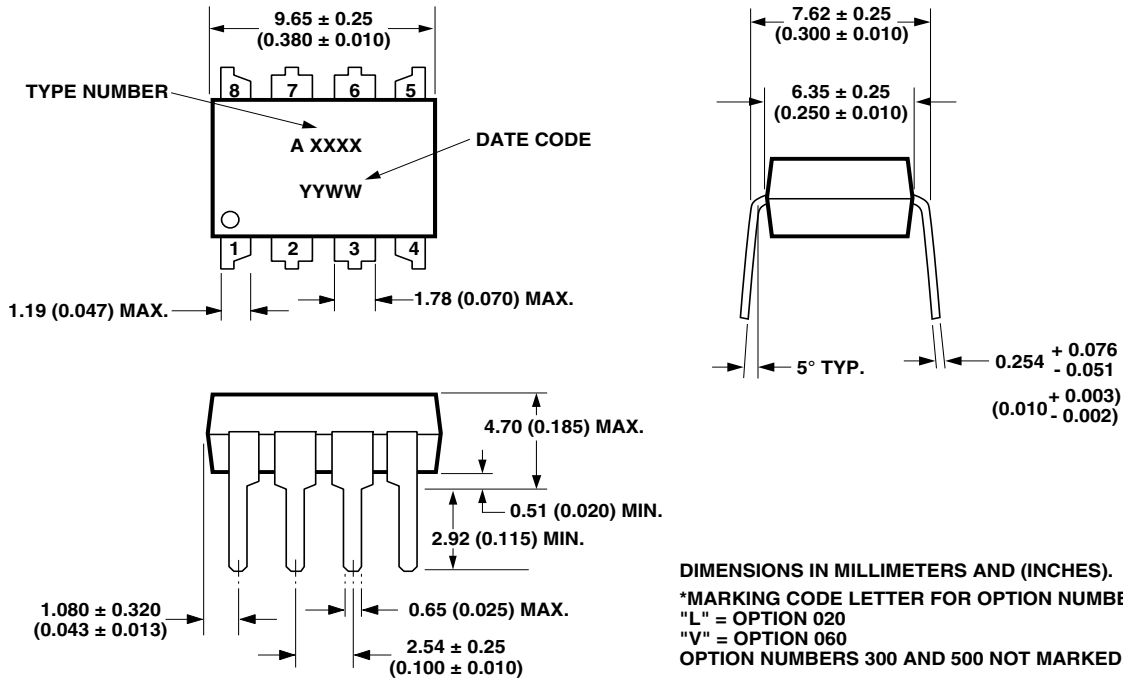 9.65 ± 0.25
(0.380 ± 0.010)
8 7 6 5
TYPE NUMBER
A XXXX
DATE CODE
YYWW
1 2 3 4
1.19 (0.047) MAX.
1.78 (0.070) MAX.
7.62 ± 0.25
(0.300 ± 0.010)
6.35 ± 0.25
(0.250 ± 0.010)
5° TYP.
0.254 + 0.076
- 0.051
(0.010 + 0.003)
- 0.002)
4.70 (0.185) MAX.
0.51 (0.020) MIN.
2.92 (0.115) MIN.
1.080 ± 0.320
(0.043 ± 0.013)
0.65 (0.025) MAX.
2.54 ± 0.25
(0.100 ± 0.010)
DIMENSIONS IN MILLIMETERS AND (INCHES).
*MARKING CODE LETTER FOR OPTION NUMBE
"L" = OPTION 020
"V" = OPTION 060
OPTION NUMBERS 300 AND 500 NOT MARKED